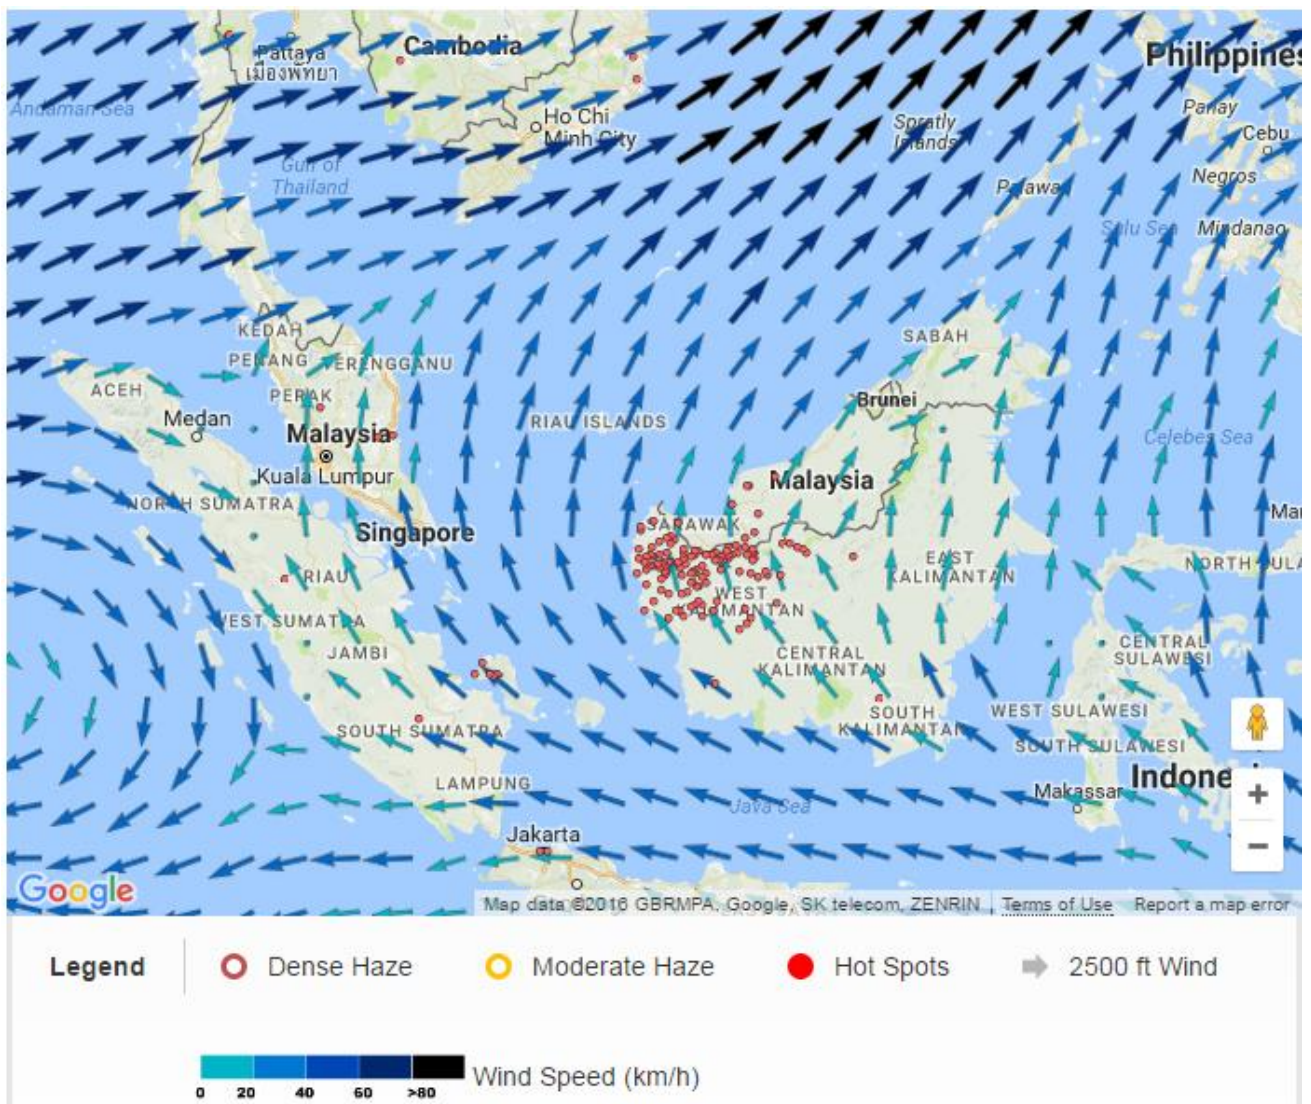 Cambodia
Pattaya
เมืองพัทยา
Philippines
Andaman Sea
Panay
Ho Chi
Minh City
Spratly
Islands
Cebu
Gulf of
Thailand
Palawa
Negros
Sulu Sea
Mindanao
KEDAH
PENANG
TERENGGANU
SABAH
ACEH
PERAK
Brunei
Medan
RIAU ISLANDS
Malaysia
Celebes Sea
Kuala Lumpur
Malaysia
NORTH SUMATRA
Singapore
SARAWAK
Ma
RIAU
EAST
KALIMANTAN
NORTH SULA
WEST
KALIMANTAN
WEST SUMATRA
JAMBI
CENTRAL
KALIMANTAN
CENTRAL
SULAWESI
SOUTH SUMATRA
SOUTH
KALIMANTAN
WEST SULAWESI
SOUTH SULAWESI
LAMPUNG
Indonesi
Makassar
Java Sea
Jakarta
+
−
Google
Map data ©2016 GBRMPA, Google, SK telecom, ZENRIN Terms of Use Report a map error
Legend Dense Haze Moderate Haze Hot Spots 2500 ft Wind
Wind Speed (km/h)
0 20 40 60 >80